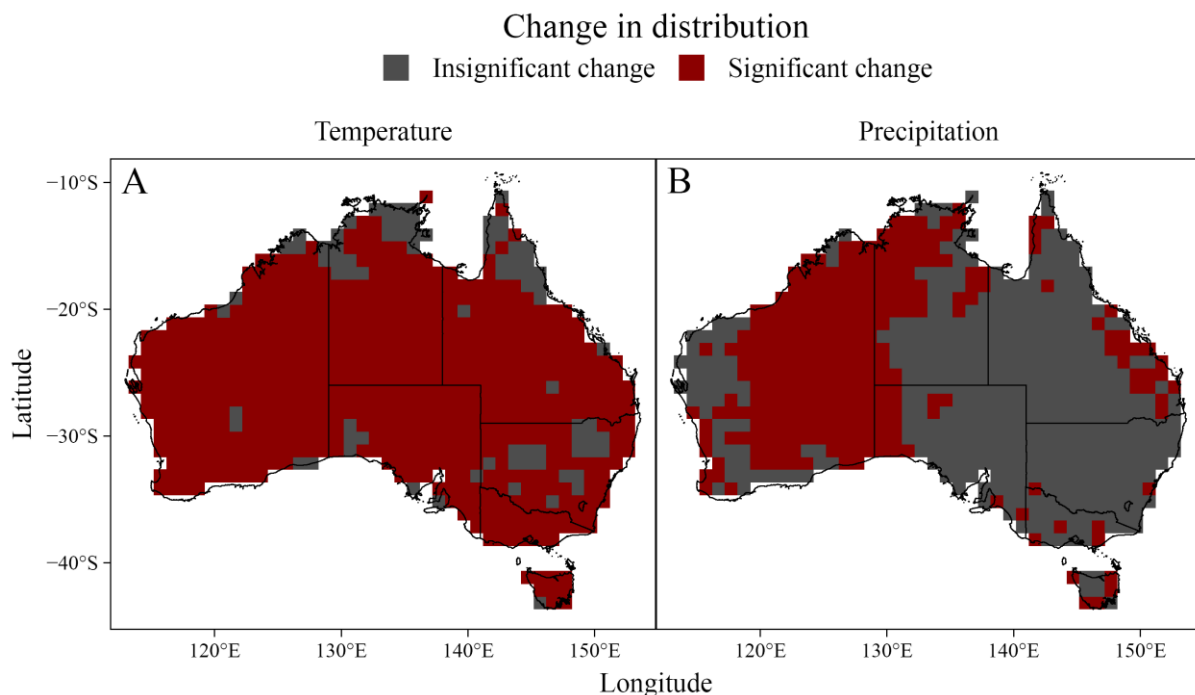 Change in distribution
Insignificant change Significant change
Temperature Precipitation
A B
−10°S
−20°S
−30°S
−40°S
Latitude
120°E 130°E 140°E 150°E 120°E 130°E 140°E 150°E
Longitude